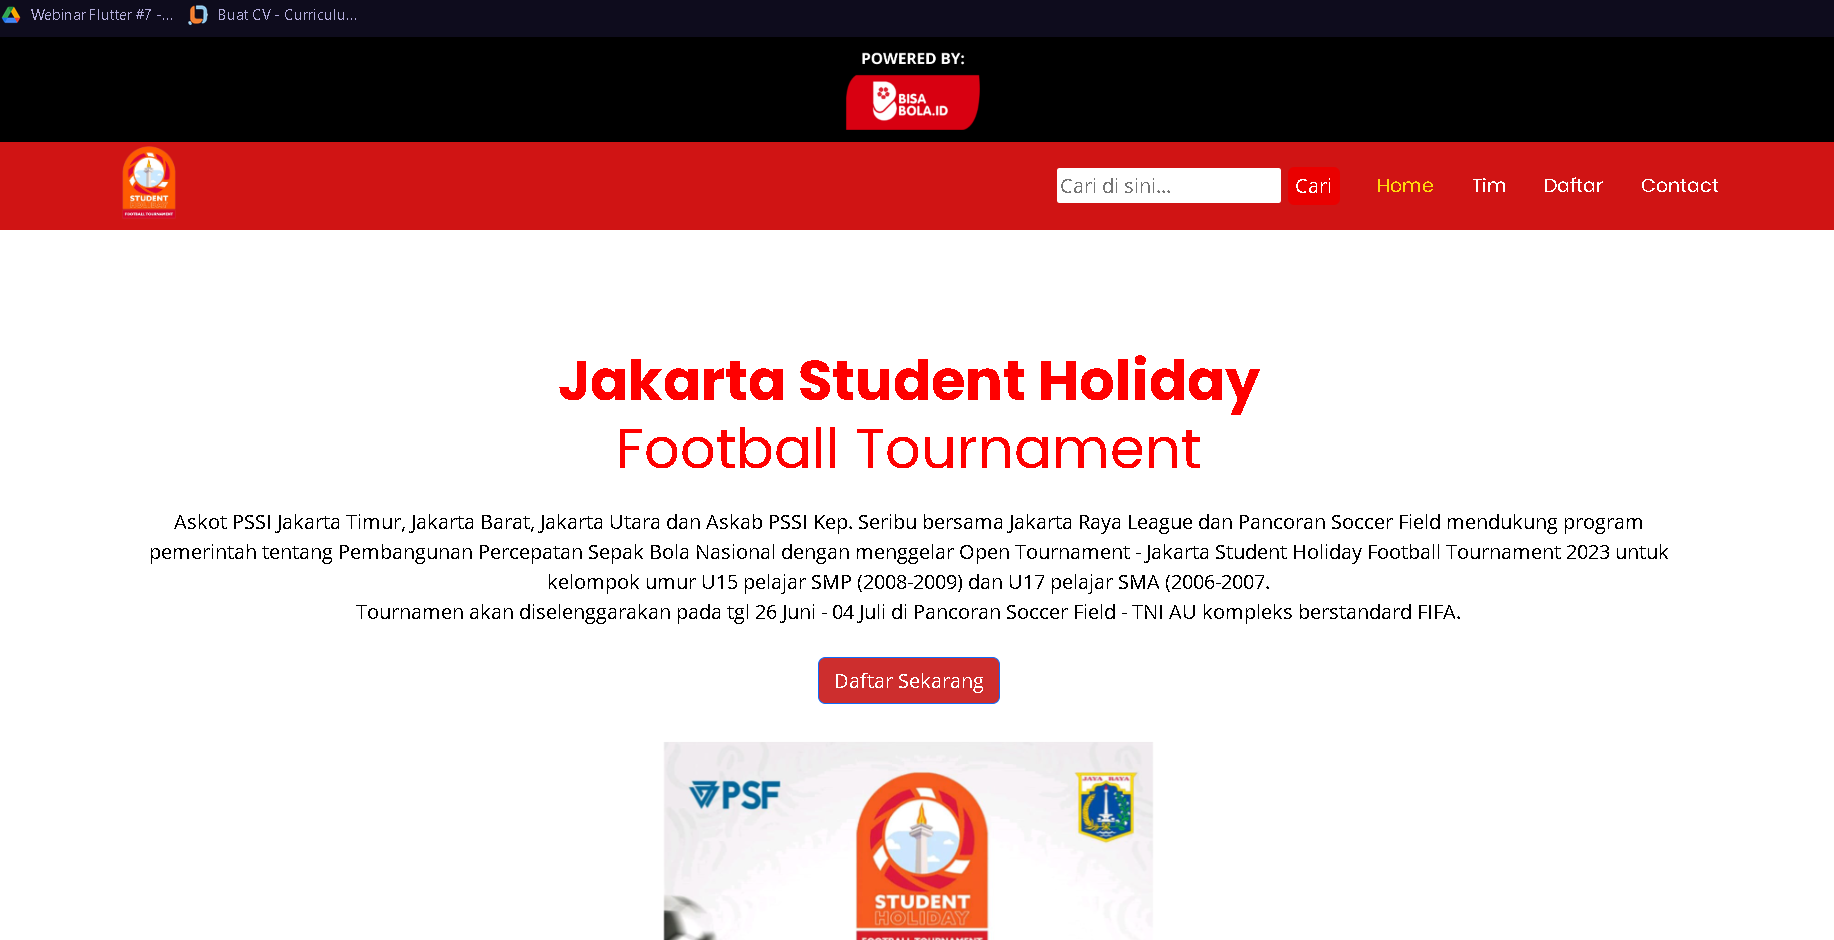 Webinar Flutter #7 -...
Buat CV - Curriculu...
POWERED BY:
BISA
BOLA.ID
STUDENT
HOLIDAY
FOOTBALL TOURNAMENT
Cari di sini...
Cari
Home
Tim
Daftar
Contact
Jakarta Student Holiday
Football Tournament
Askot PSSI Jakarta Timur, Jakarta Barat, Jakarta Utara dan Askab PSSI Kep. Seribu bersama Jakarta Raya League dan Pancoran Soccer Field mendukung program
pemerintah tentang Pembangunan Percepatan Sepak Bola Nasional dengan menggelar Open Tournament - Jakarta Student Holiday Football Tournament 2023 untuk
kelompok umur U15 pelajar SMP (2008-2009) dan U17 pelajar SMA (2006-2007.
Tournamen akan diselenggarakan pada tgl 26 Juni - 04 Juli di Pancoran Soccer Field - TNI AU kompleks berstandard FIFA.
Daftar Sekarang
PSF
JAYA RAYA
STUDENT
HOLIDAY
FOOTBALL TOURNAMENT